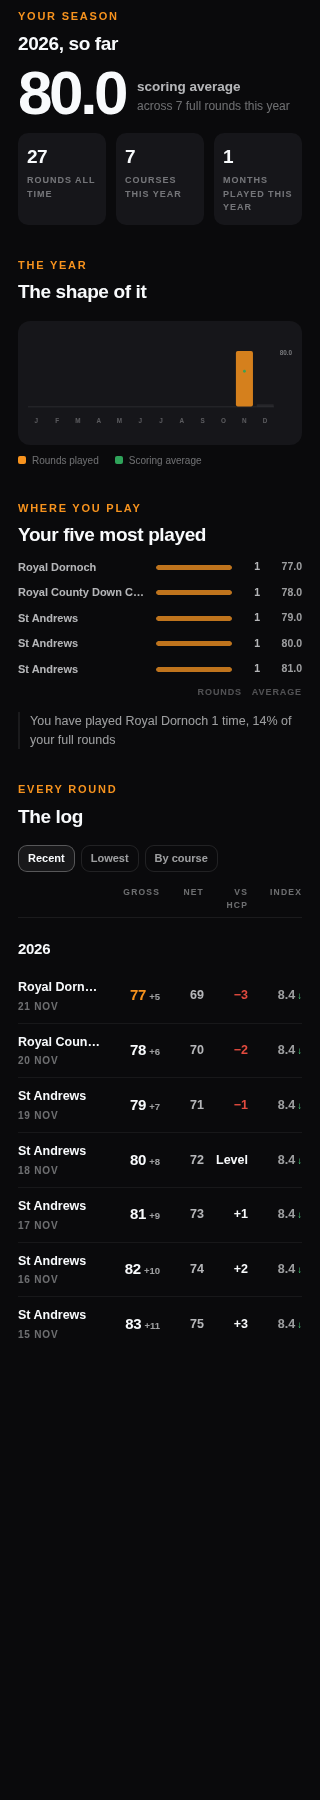 YOUR SEASON
2026, so far
80.0
scoring average
across 7 full rounds this year
27
ROUNDS ALL
TIME
7
COURSES
THIS YEAR
1
MONTHS
PLAYED THIS
YEAR
THE YEAR
The shape of it
80.0
J F M A M J J A S O N D
Rounds played Scoring average
WHERE YOU PLAY
Your five most played
Royal Dornoch 1 77.0
Royal County Down C… 1 78.0
St Andrews 1 79.0
St Andrews 1 80.0
St Andrews 1 81.0
ROUNDS AVERAGE
You have played Royal Dornoch 1 time, 14% of
your full rounds
EVERY ROUND
The log
Recent Lowest By course
GROSS NET VS INDEX
HCP
2026
Royal Dorn… 77 +5 69 −3 8.4 ↓
21 NOV
Royal Coun… 78 +6 70 −2 8.4 ↓
20 NOV
St Andrews 79 +7 71 −1 8.4 ↓
19 NOV
St Andrews 80 +8 72 Level 8.4 ↓
18 NOV
St Andrews 81 +9 73 +1 8.4 ↓
17 NOV
St Andrews 82 +10 74 +2 8.4 ↓
16 NOV
St Andrews 83 +11 75 +3 8.4 ↓
15 NOV